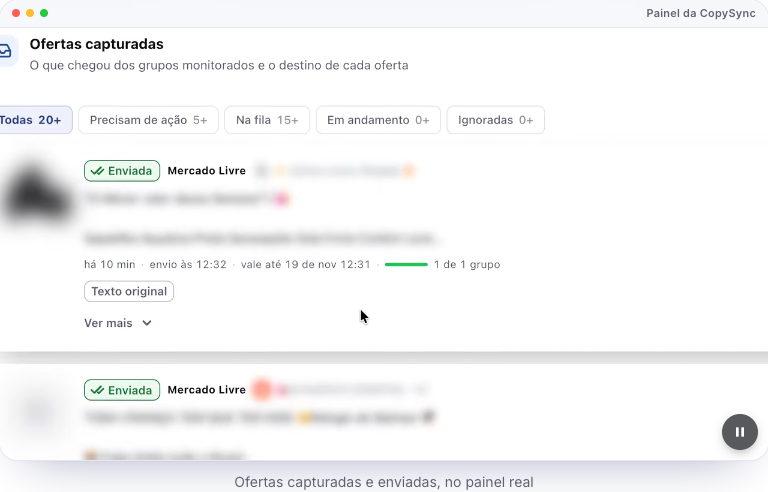 Painel da CopySync
Ofertas capturadas
O que chegou dos grupos monitorados e o destino de cada oferta
Todas 20+ Precisam de ação 5+ Na fila 15+ Em andamento 0+ Ignoradas 0+
Enviada Mercado Livre
há 10 min · envio às 12:32 · vale até 19 de nov 12:31 · 1 de 1 grupo
Texto original
Ver mais
Enviada Mercado Livre
Ofertas capturadas e enviadas, no painel real